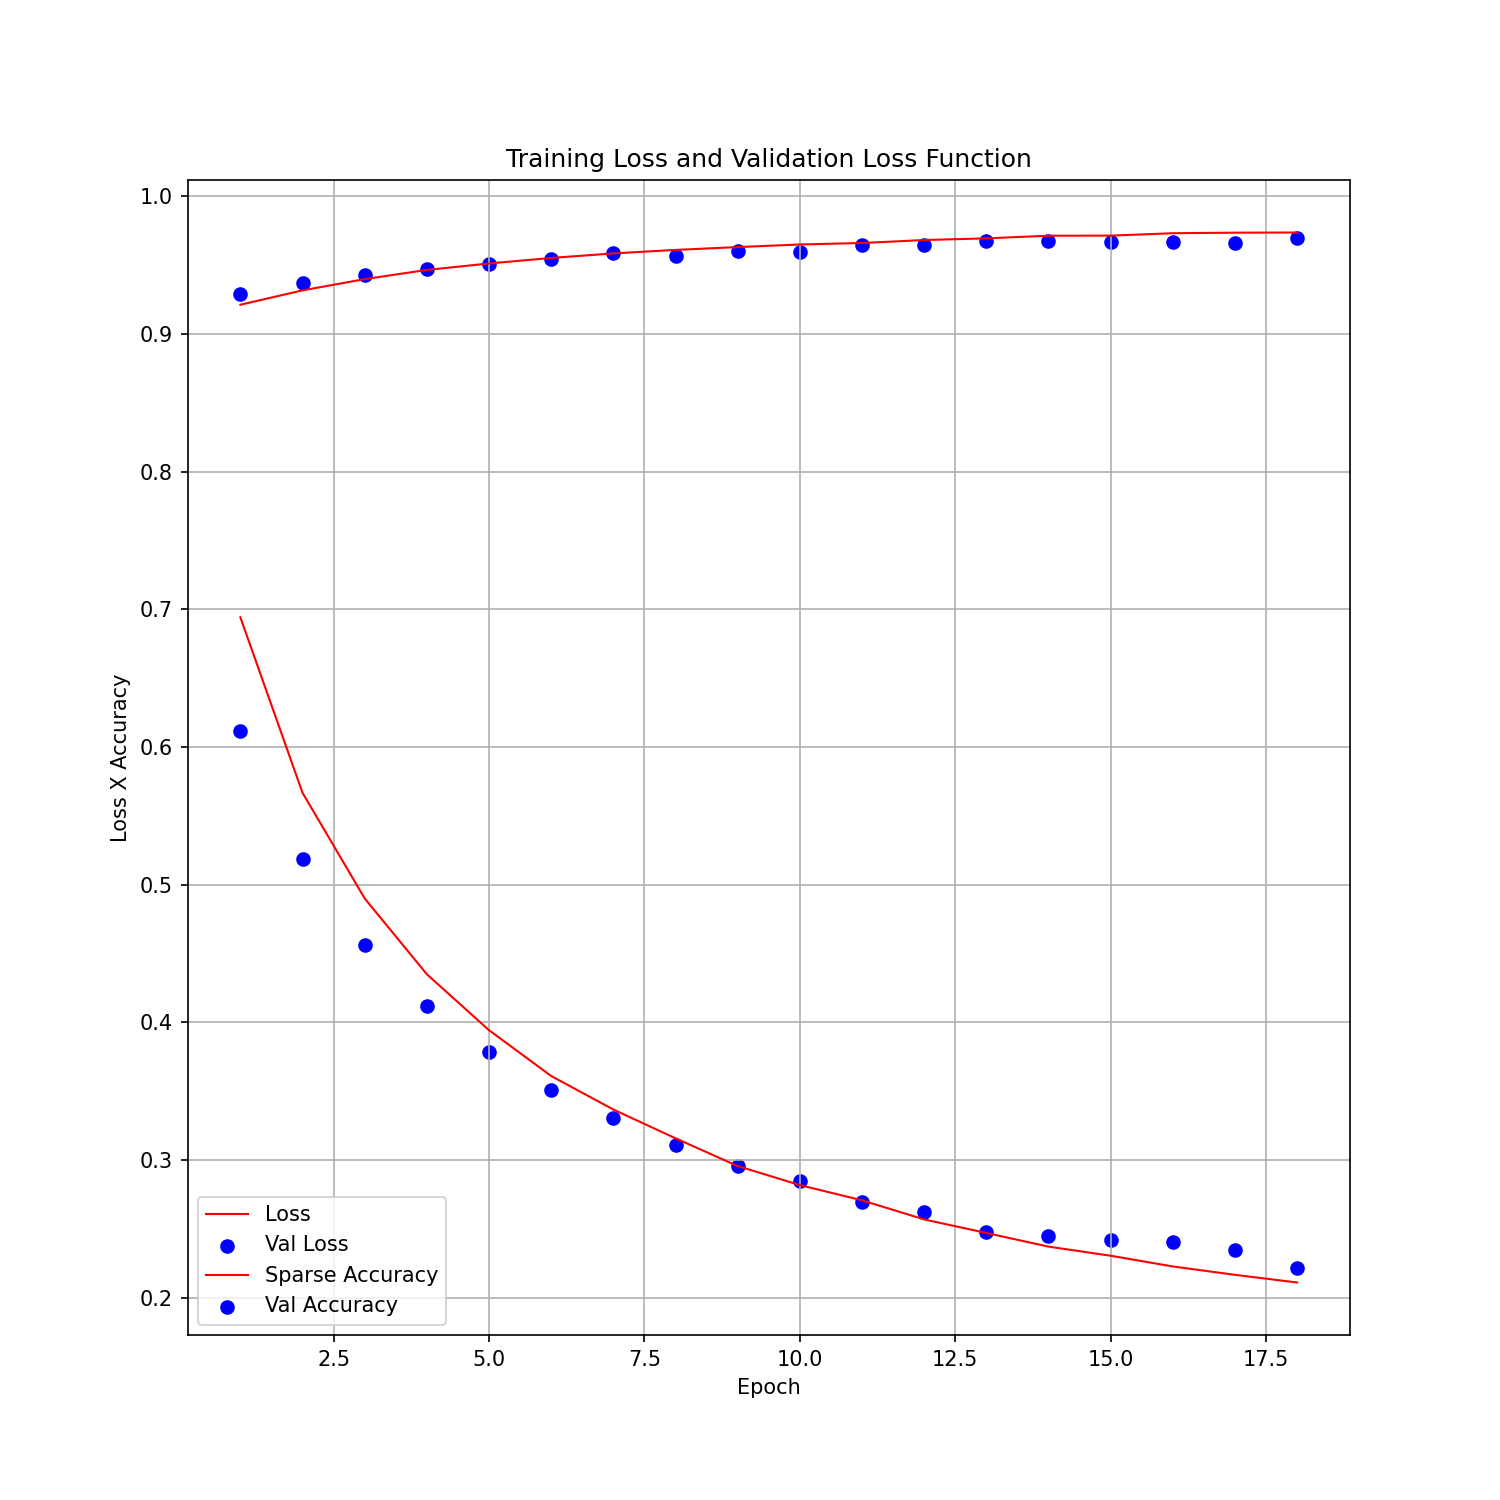 Training Loss and Validation Loss Function
1.0
0.9
0.8
0.7
0.6
0.5
0.4
0.3
0.2
Loss X Accuracy
Loss
Val Loss
Sparse Accuracy
Val Accuracy
2.5 5.0 7.5 10.0 12.5 15.0 17.5
Epoch